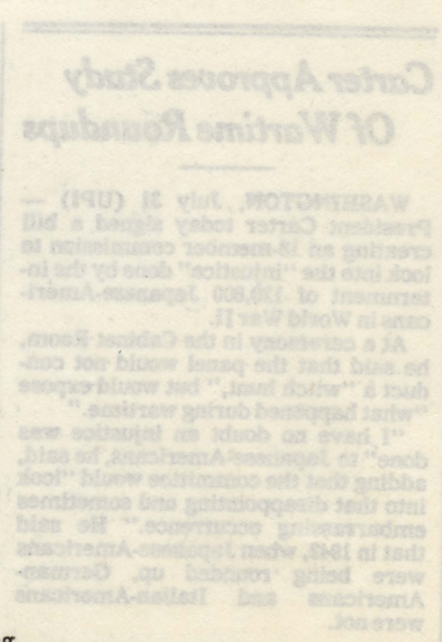 Carter Approves Study
Of Wartime Roundups
WASHINGTON, July 31 (UPI) —
President Carter today signed a bill
creating an 18-member commission to
look into the "injustice" done by the in-
ternment of 120,000 Japanese-Ameri-
cans in World War II.
At a ceremony in the Cabinet Room,
he said that the panel would not con-
duct a "witch hunt," but would expose
"what happened during wartime."
"I have no doubt an injustice was
done" to Japanese-Americans, he said,
adding that the committee would "look
into that disappointing and sometimes
embarrassing occurrence." He said
that in 1942, when Japanese-Americans
were being rounded up, German-
Americans and Italian-Americans
were not.